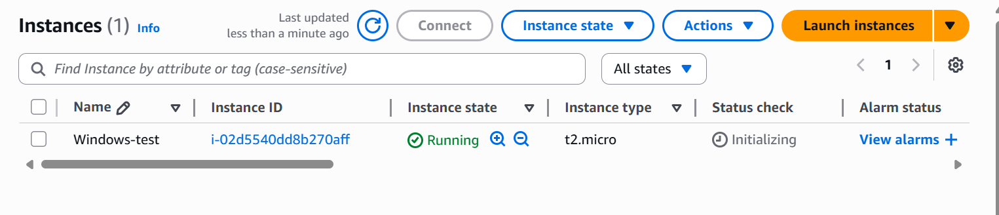 Instances (1) Info
Last updated
less than a minute ago
Connect
Instance state
Actions
Launch instances
Find Instance by attribute or tag (case-sensitive)
All states
1
Name Instance ID Instance state Instance type Status check Alarm status
Windows-test i-02d5540dd8b270aff Running t2.micro Initializing View alarms +